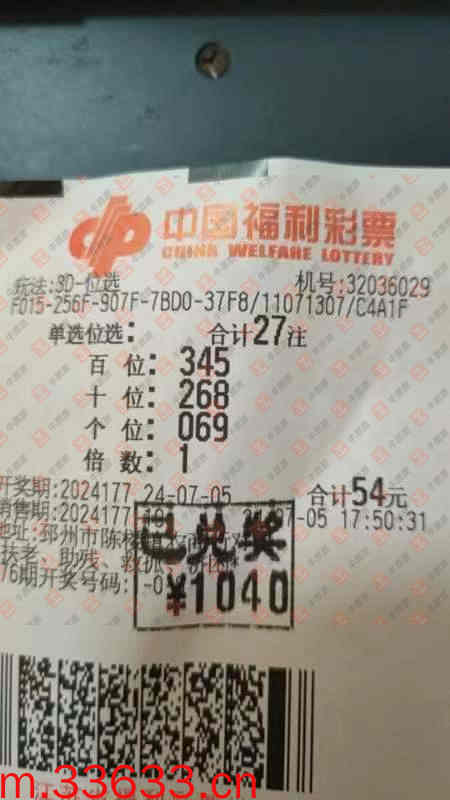 中国福利彩票
CHINA WELFARE LOTTERY
玩法:3D-位选 机号:32036029
F015-256F-907F-7BD0-37F8/11071307/C4A1F
单选位选: 合计27注
百位: 345
十位: 268
个位: 069
倍数: 1
开奖期:2024177 24-07-05 合计54元
销售期:2024177 07-05 17:50:31
地址:邳州市陈楼镇
扶老、助残、救孤
76期开奖号码:
已兑奖
¥1040
m.33633.cn